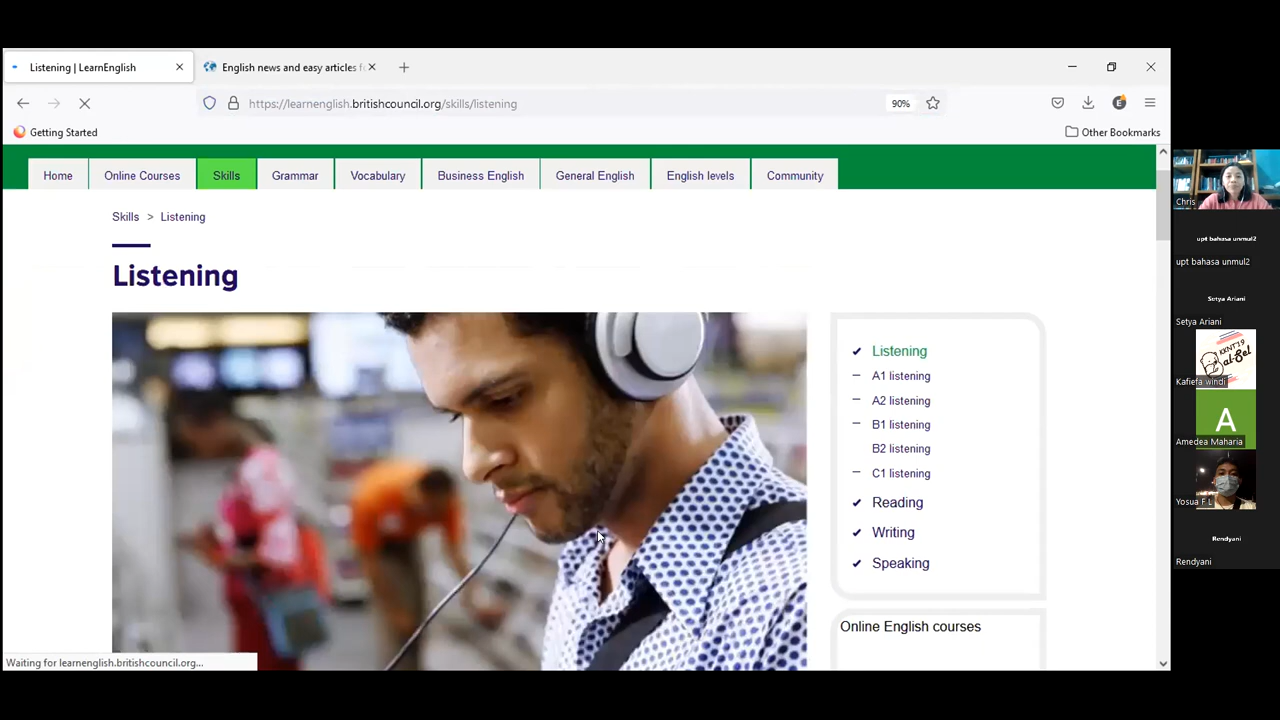 Listening | LearnEnglish
English news and easy articles f
https://learnenglish.britishcouncil.org/skills/listening
90%
Getting Started
Other Bookmarks
Home
Online Courses
Skills
Grammar
Vocabulary
Business English
General English
English levels
Community
Skills > Listening
Listening
Listening
A1 listening
A2 listening
B1 listening
B2 listening
C1 listening
Reading
Writing
Speaking
Online English courses
Waiting for learnenglish.britishcouncil.org...
Chris
upt bahasa unmul2
upt bahasa unmul2
Setya Ariani
Setya Ariani
KKNT19
al-Bel
Kafiefa windi
A
Amedea Maharia
Yosua F L
Rendyani
Rendyani